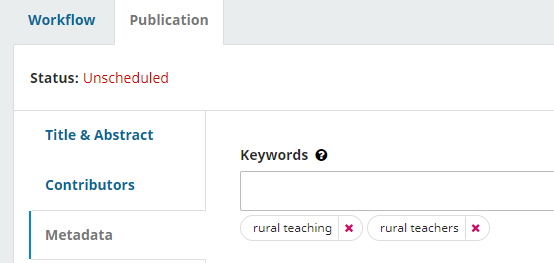 Workflow
Publication
Status: Unscheduled
Title & Abstract
Contributors
Metadata
Keywords ?
rural teaching ×
rural teachers ×